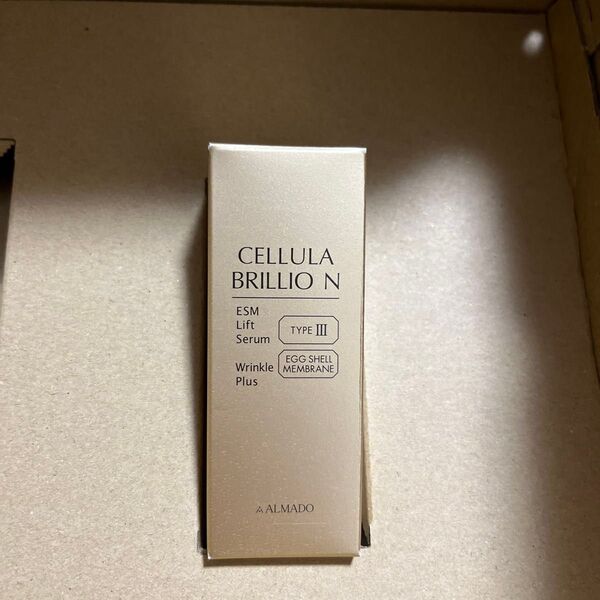 CELLULA
BRILLIO N
ESM
Lift
Serum
TYPE III
Wrinkle
Plus
EGG SHELL
MEMBRANE
ALMADO